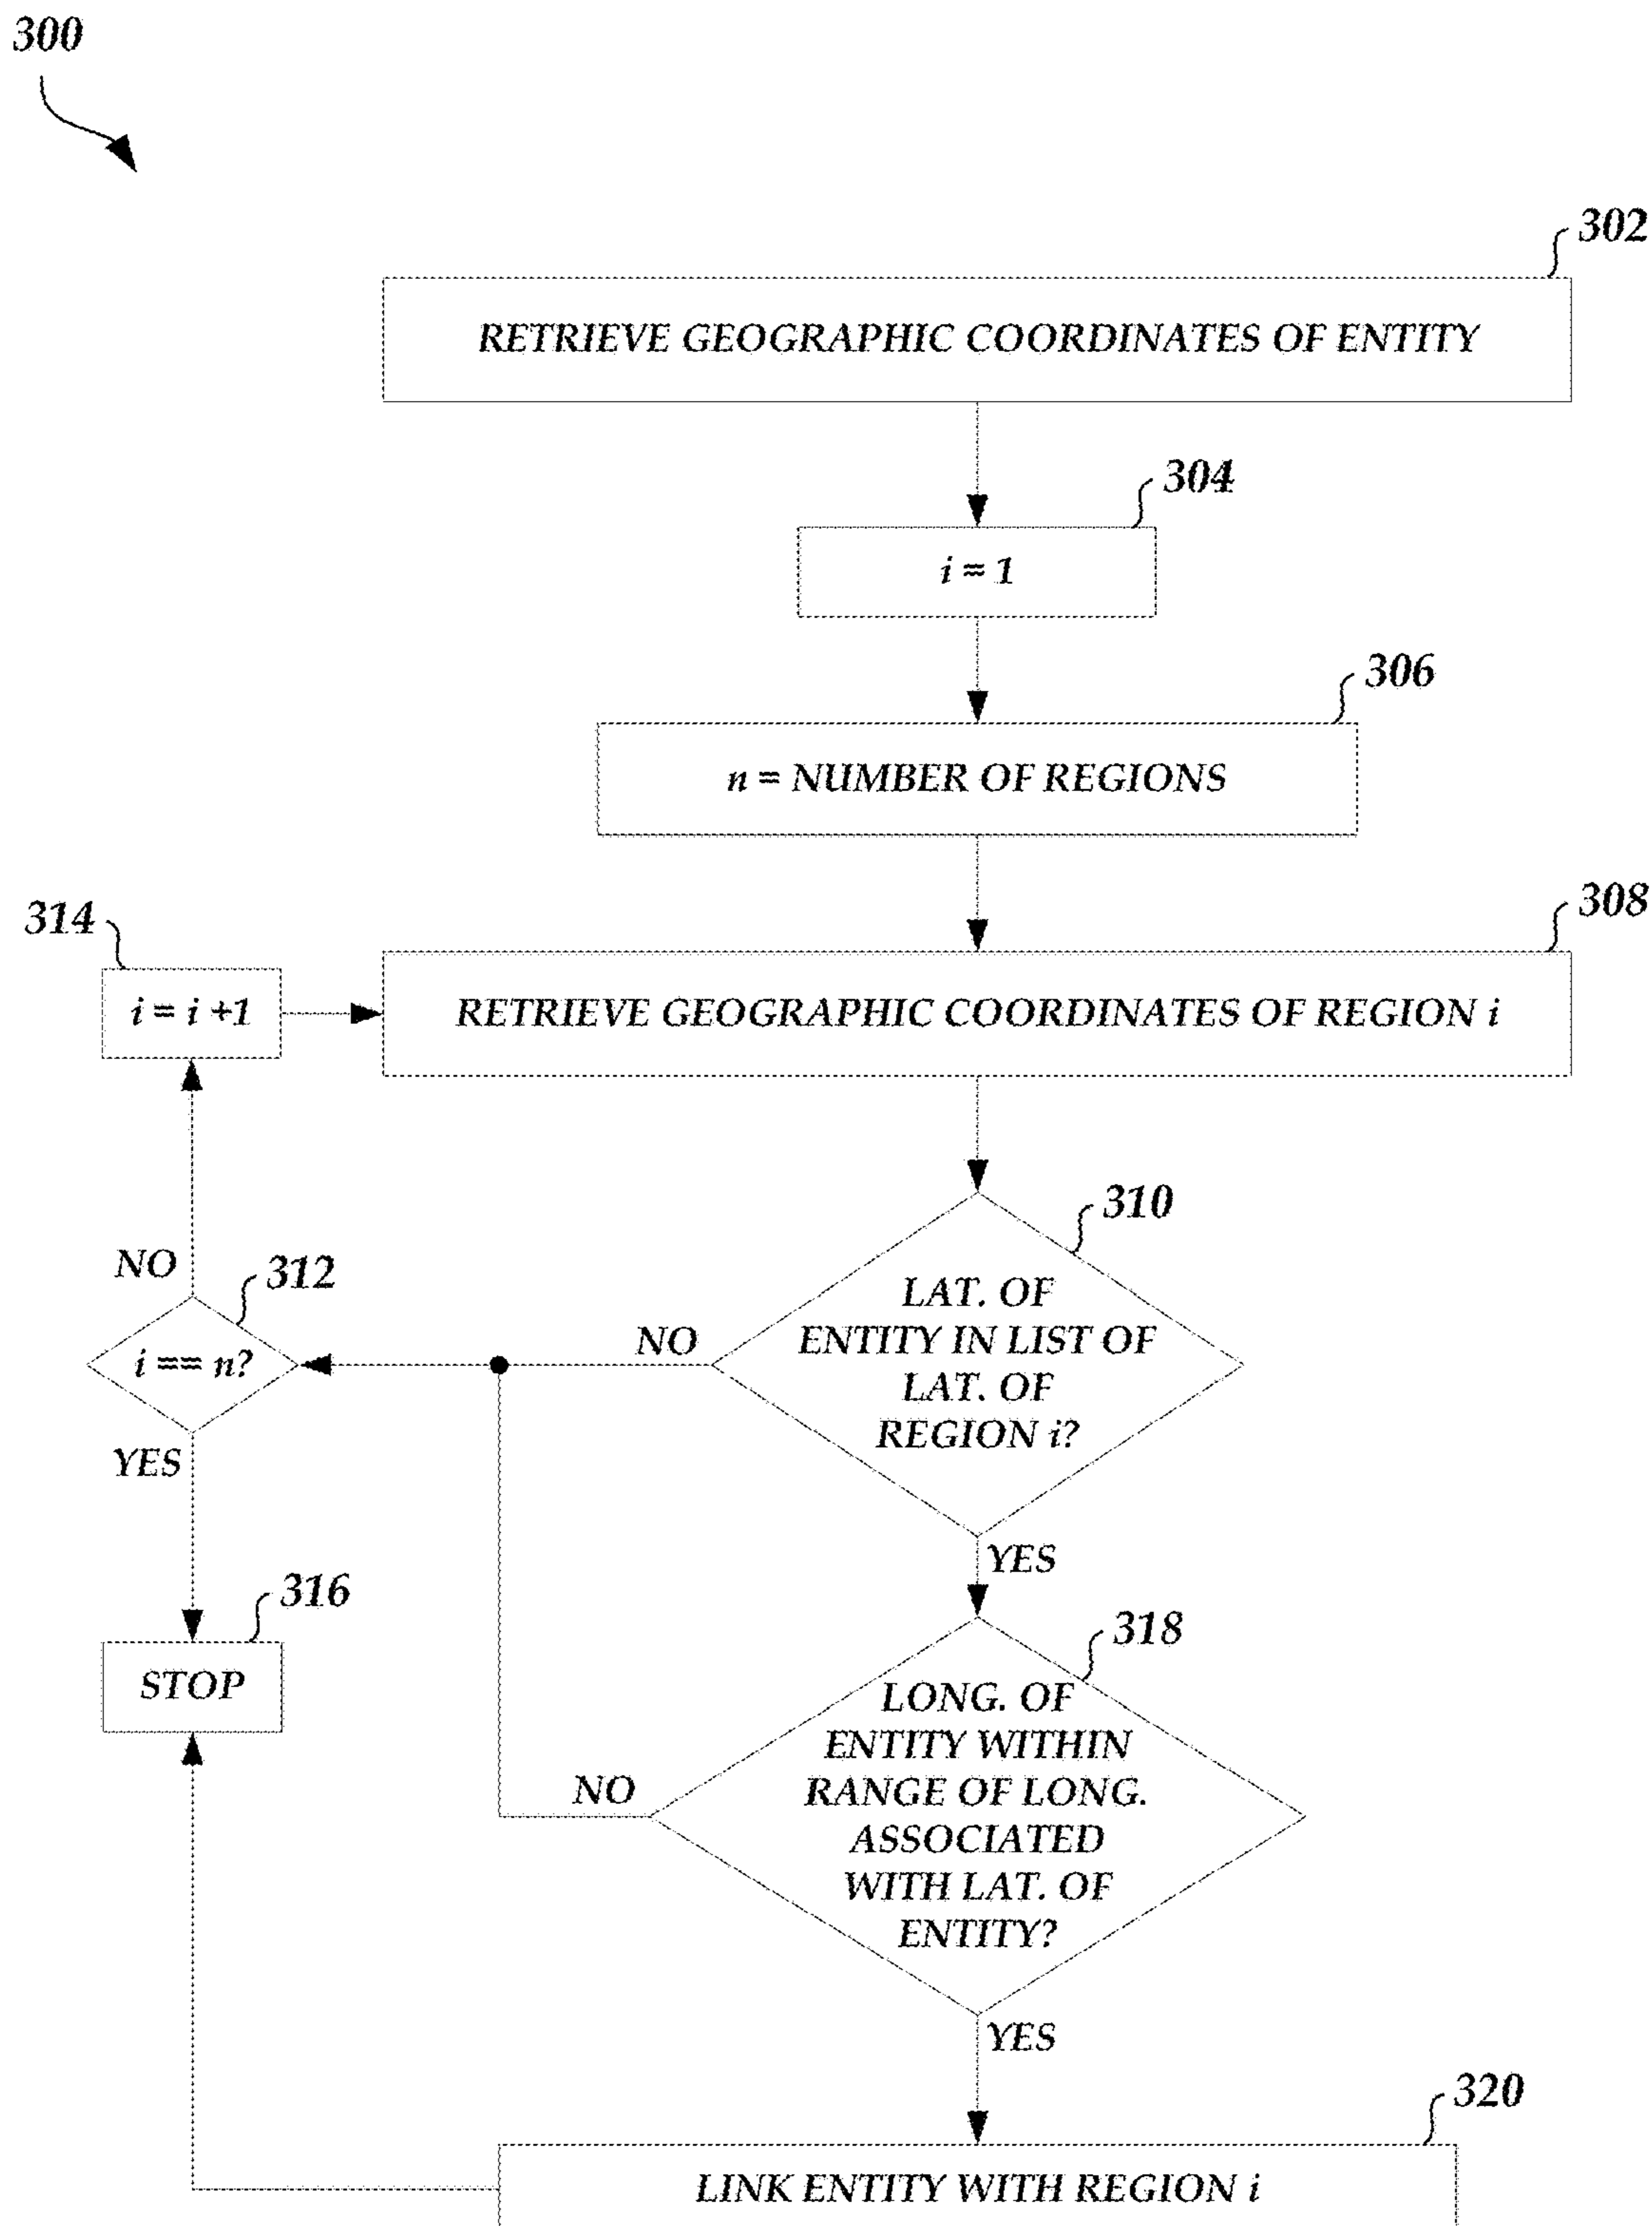 300
302
RETRIEVE GEOGRAPHIC COORDINATES OF ENTITY
304
i = 1
306
n = NUMBER OF REGIONS
308
314
i = i +1
RETRIEVE GEOGRAPHIC COORDINATES OF REGION i
310
LAT. OF
ENTITY IN LIST OF
LAT. OF
REGION i?
NO
NO
312
i == n?
YES
YES
316
STOP
318
LONG. OF
ENTITY WITHIN
RANGE OF LONG.
ASSOCIATED
WITH LAT. OF
ENTITY?
NO
YES
320
LINK ENTITY WITH REGION i